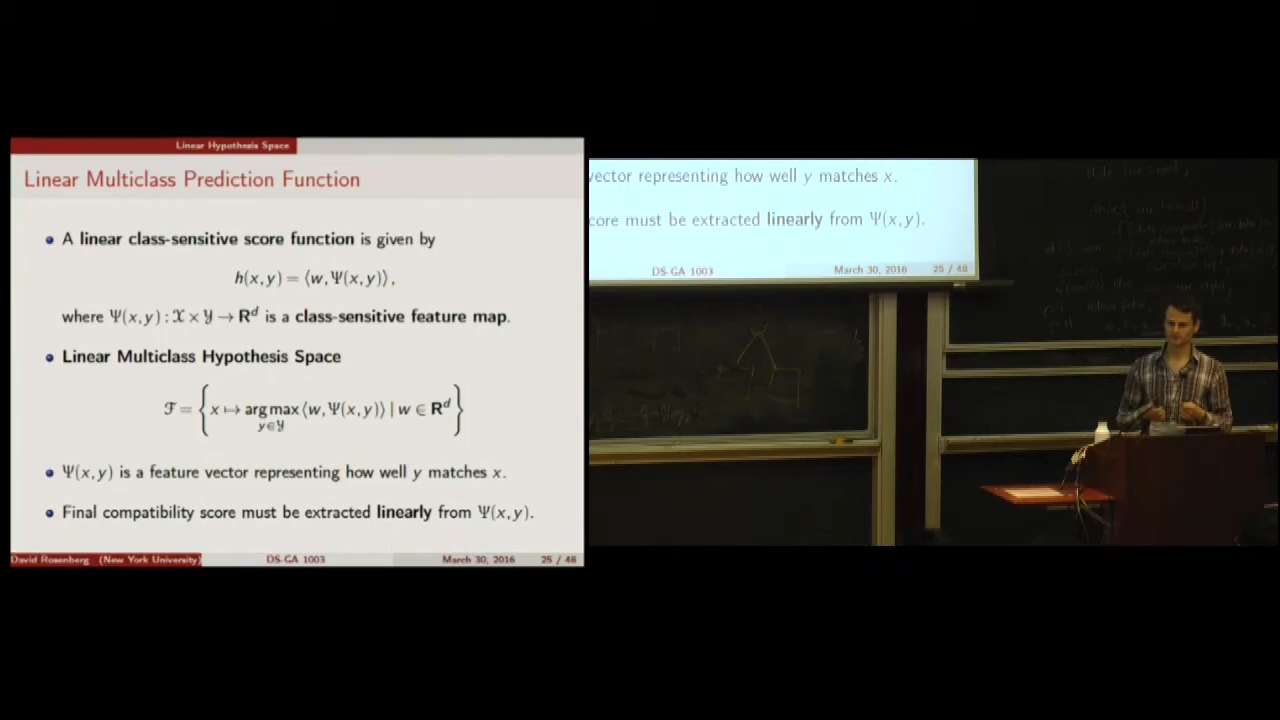 Linear Hypothesis Space
Linear Multiclass Prediction Function
A linear class-sensitive score function is given by
h(x,y) = ⟨w,Ψ(x,y)⟩,
where Ψ(x,y) : X × Y → R^d is a class-sensitive feature map.
Linear Multiclass Hypothesis Space
F = { x ↦ arg max ⟨w,Ψ(x,y)⟩ | w ∈ R^d }
y∈Y
Ψ(x,y) is a feature vector representing how well y matches x.
Final compatibility score must be extracted linearly from Ψ(x,y).
David Rosenberg (New York University)
DS-GA 1003
March 30, 2016
25 / 48
vector representing how well y matches x.
core must be extracted linearly from Ψ(x,y).
DS-GA 1003
March 30, 2016
25 / 48